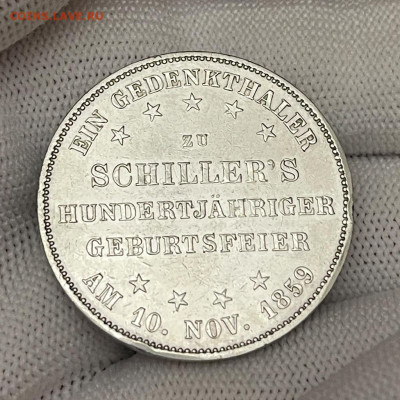 EIN GEDENKTHALER
ZU
SCHILLER'S
HUNDERTJÄHRIGER
GEBURTSFEIER
AM 10. NOV. 1859